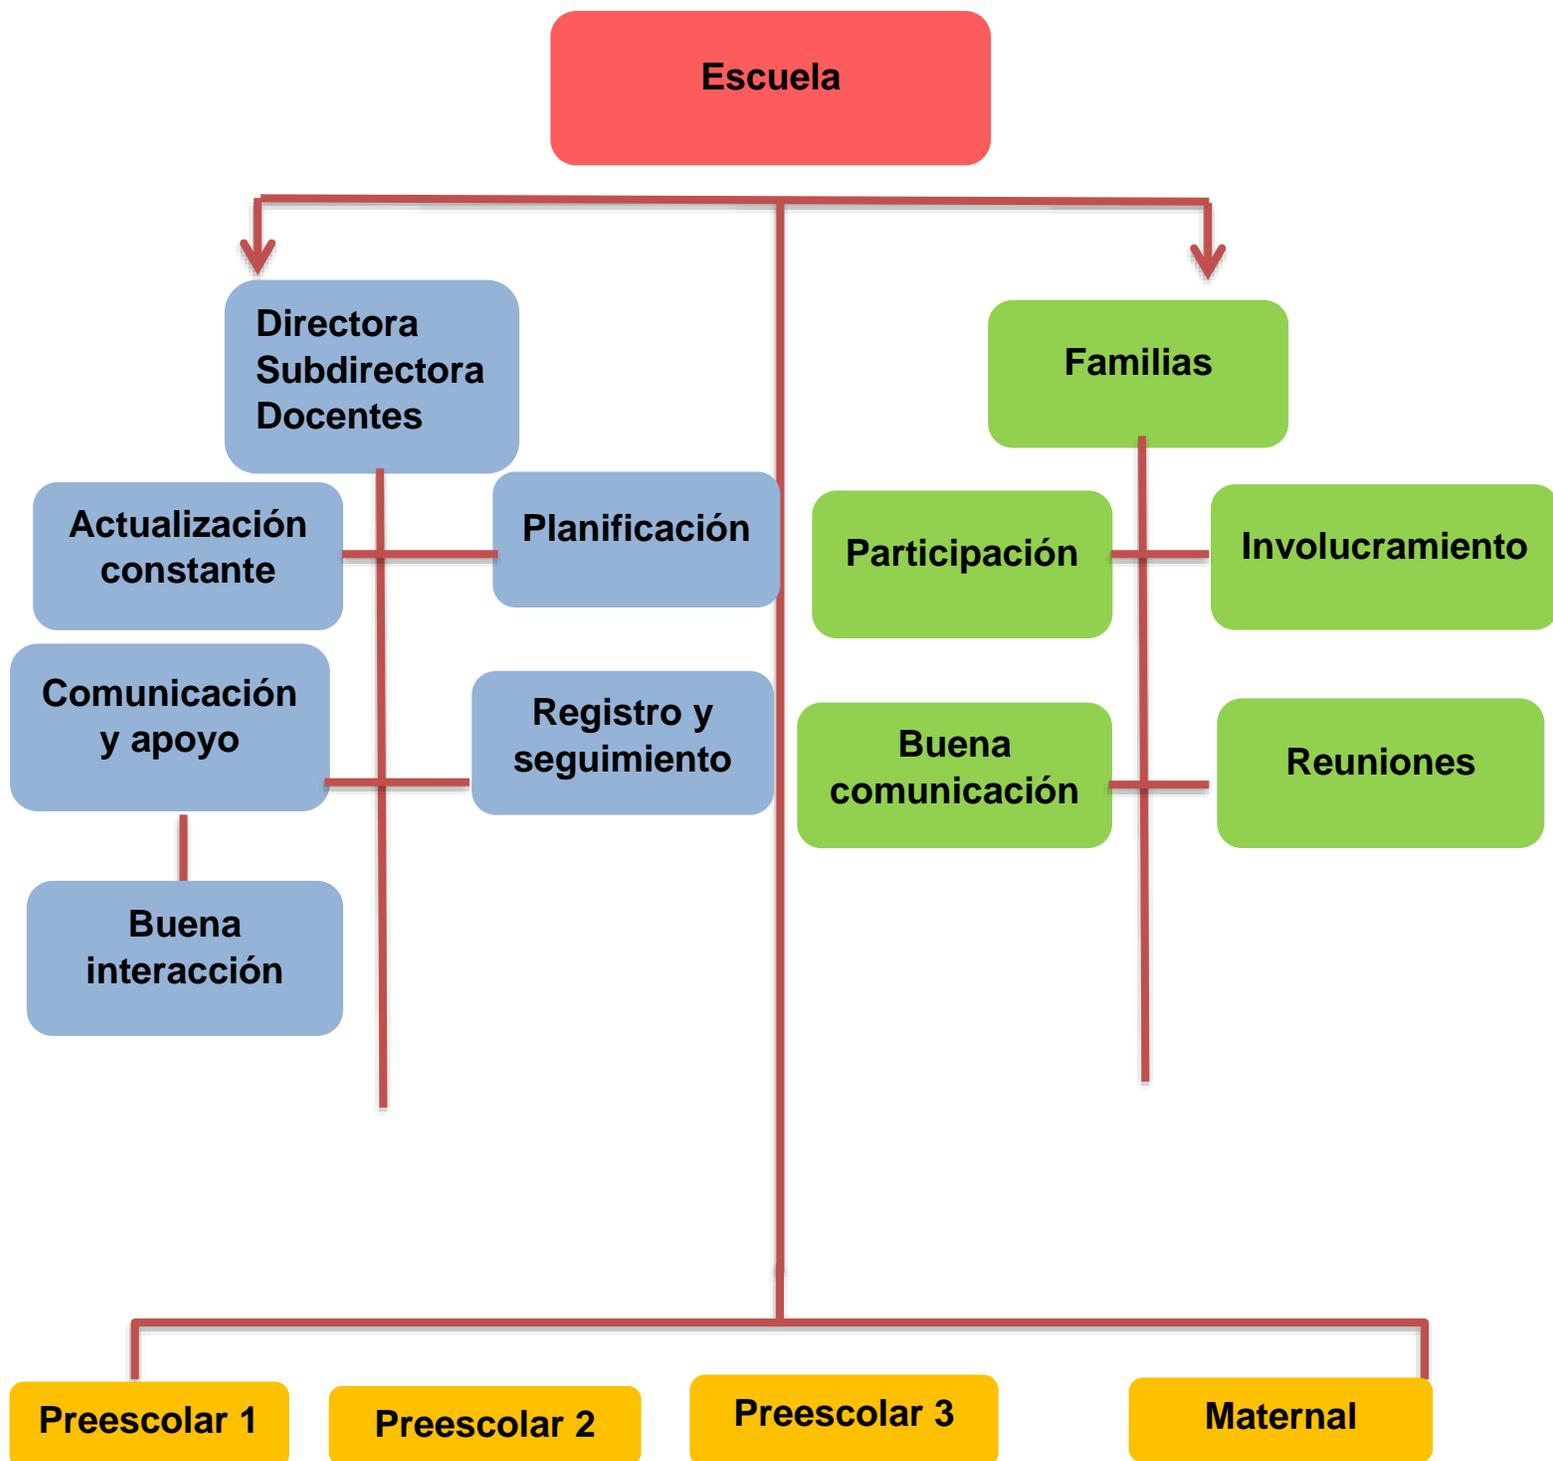 Escuela
Directora
Subdirectora
Docentes
Familias
Actualización
constante
Planificación
Participación
Involucramiento
Comunicación
y apoyo
Registro y
seguimiento
Buena
comunicación
Reuniones
Buena
interacción
Preescolar 1
Preescolar 2
Preescolar 3
Maternal